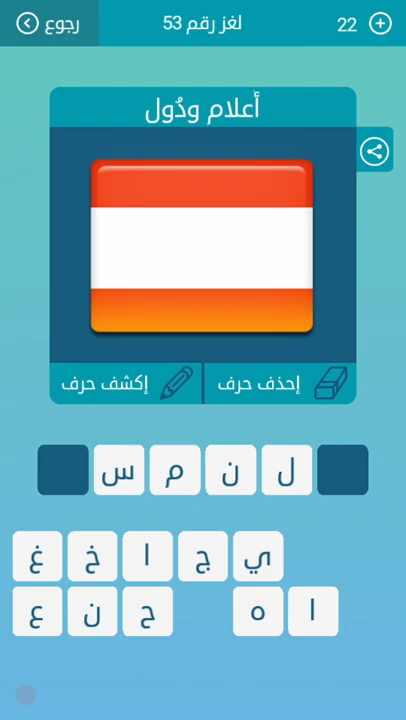 رجوع
لغز رقم 53
22
أعلام ودُول
إكشف حرف
إحذف حرف
ل ن م س
غ خ ا ج ي
ع ن ح ه ا